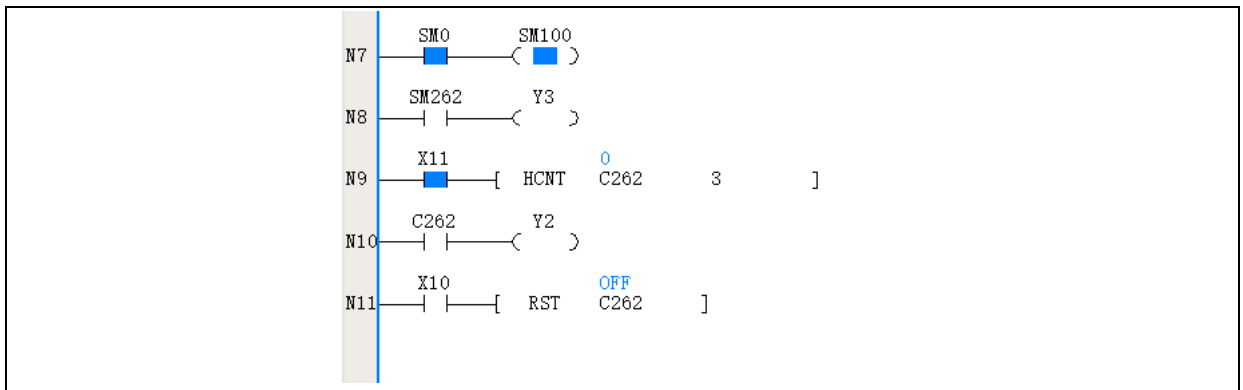 SM0 SM100
N7
SM262 Y3
N8
X11 0
N9 [ HCNT C262 3 ]
C262 Y2
N10
X10 OFF
N11 [ RST C262 ]